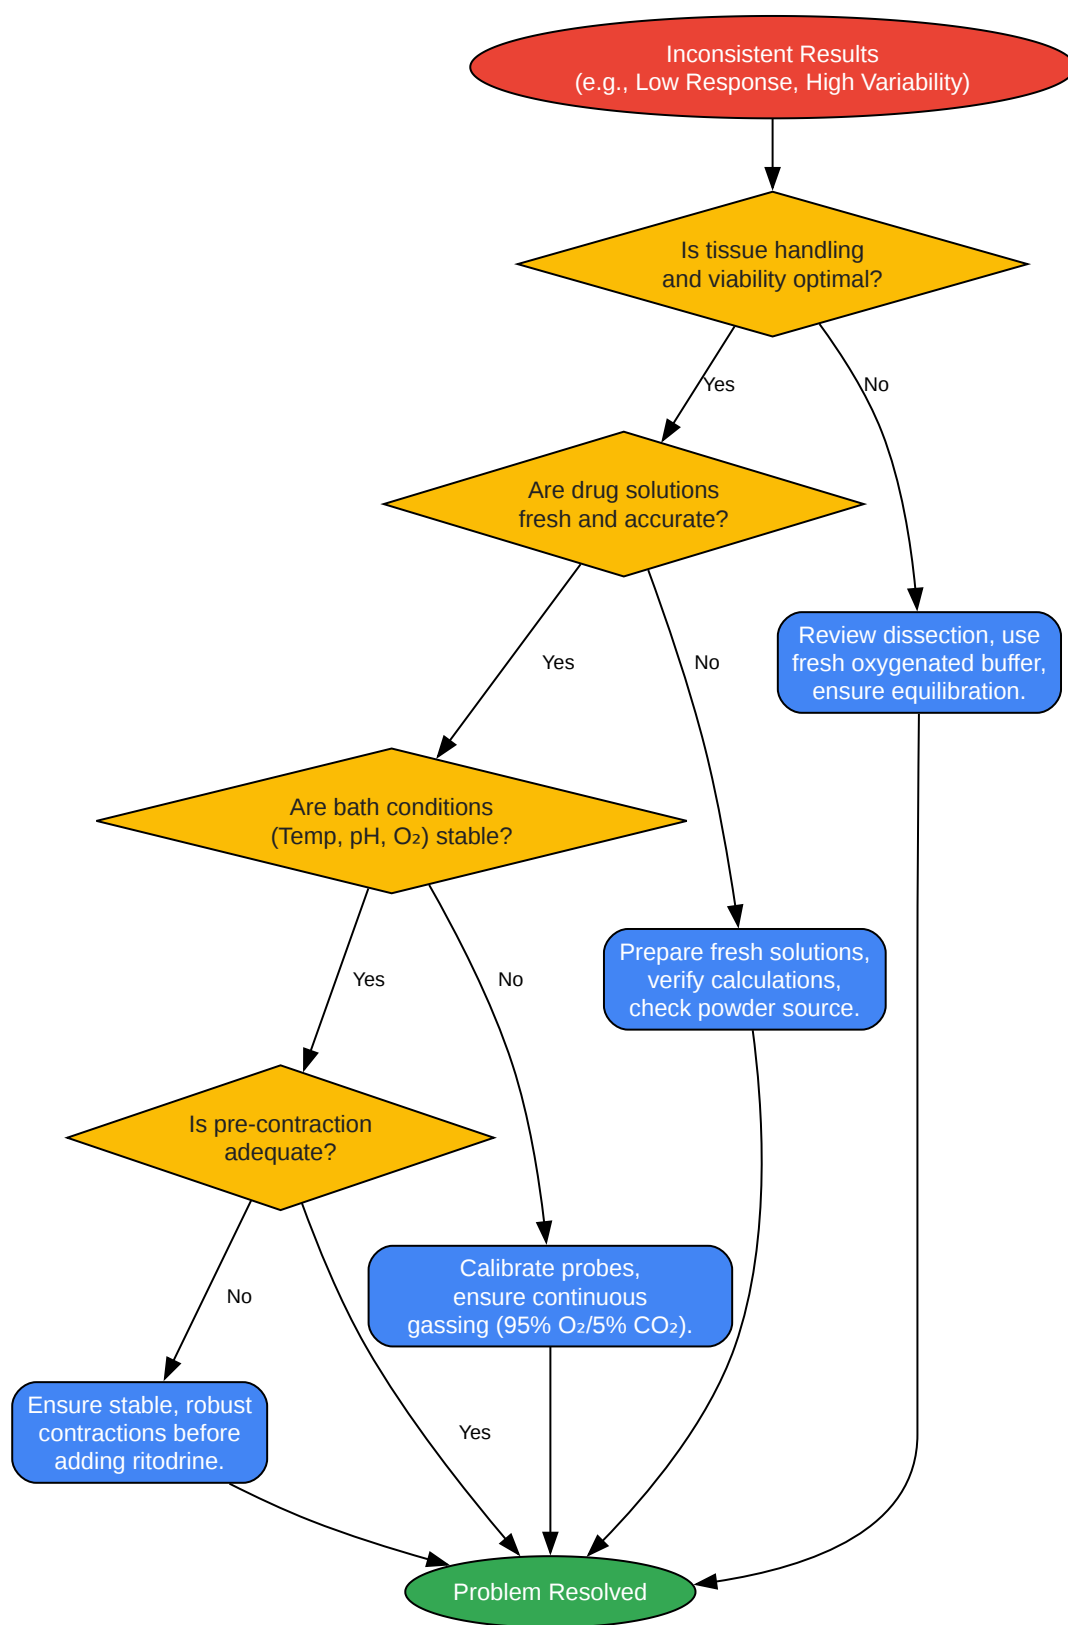 Inconsistent Results
(e.g., Low Response, High Variability)
Is tissue handling
and viability optimal?
Yes
No
Are drug solutions
fresh and accurate?
Yes
No
Review dissection, use
fresh oxygenated buffer,
ensure equilibration.
Are bath conditions
(Temp, pH, O₂) stable?
Yes
No
Prepare fresh solutions,
verify calculations,
check powder source.
Is pre-contraction
adequate?
No
Yes
Calibrate probes,
ensure continuous
gassing (95% O₂/5% CO₂).
Ensure stable, robust
contractions before
adding ritodrine.
Problem Resolved